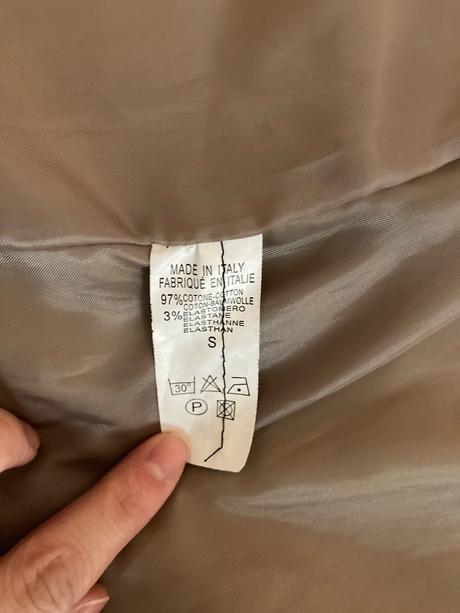 MADE IN ITALY
FABRIQUÉ EN ITALIE
97% COTONE-COTTON
COTON-BAUMWOLLE
3% ELASTOMERO
ELASTANE
ELASTHANNE
ELASTHAN
S
30°
P